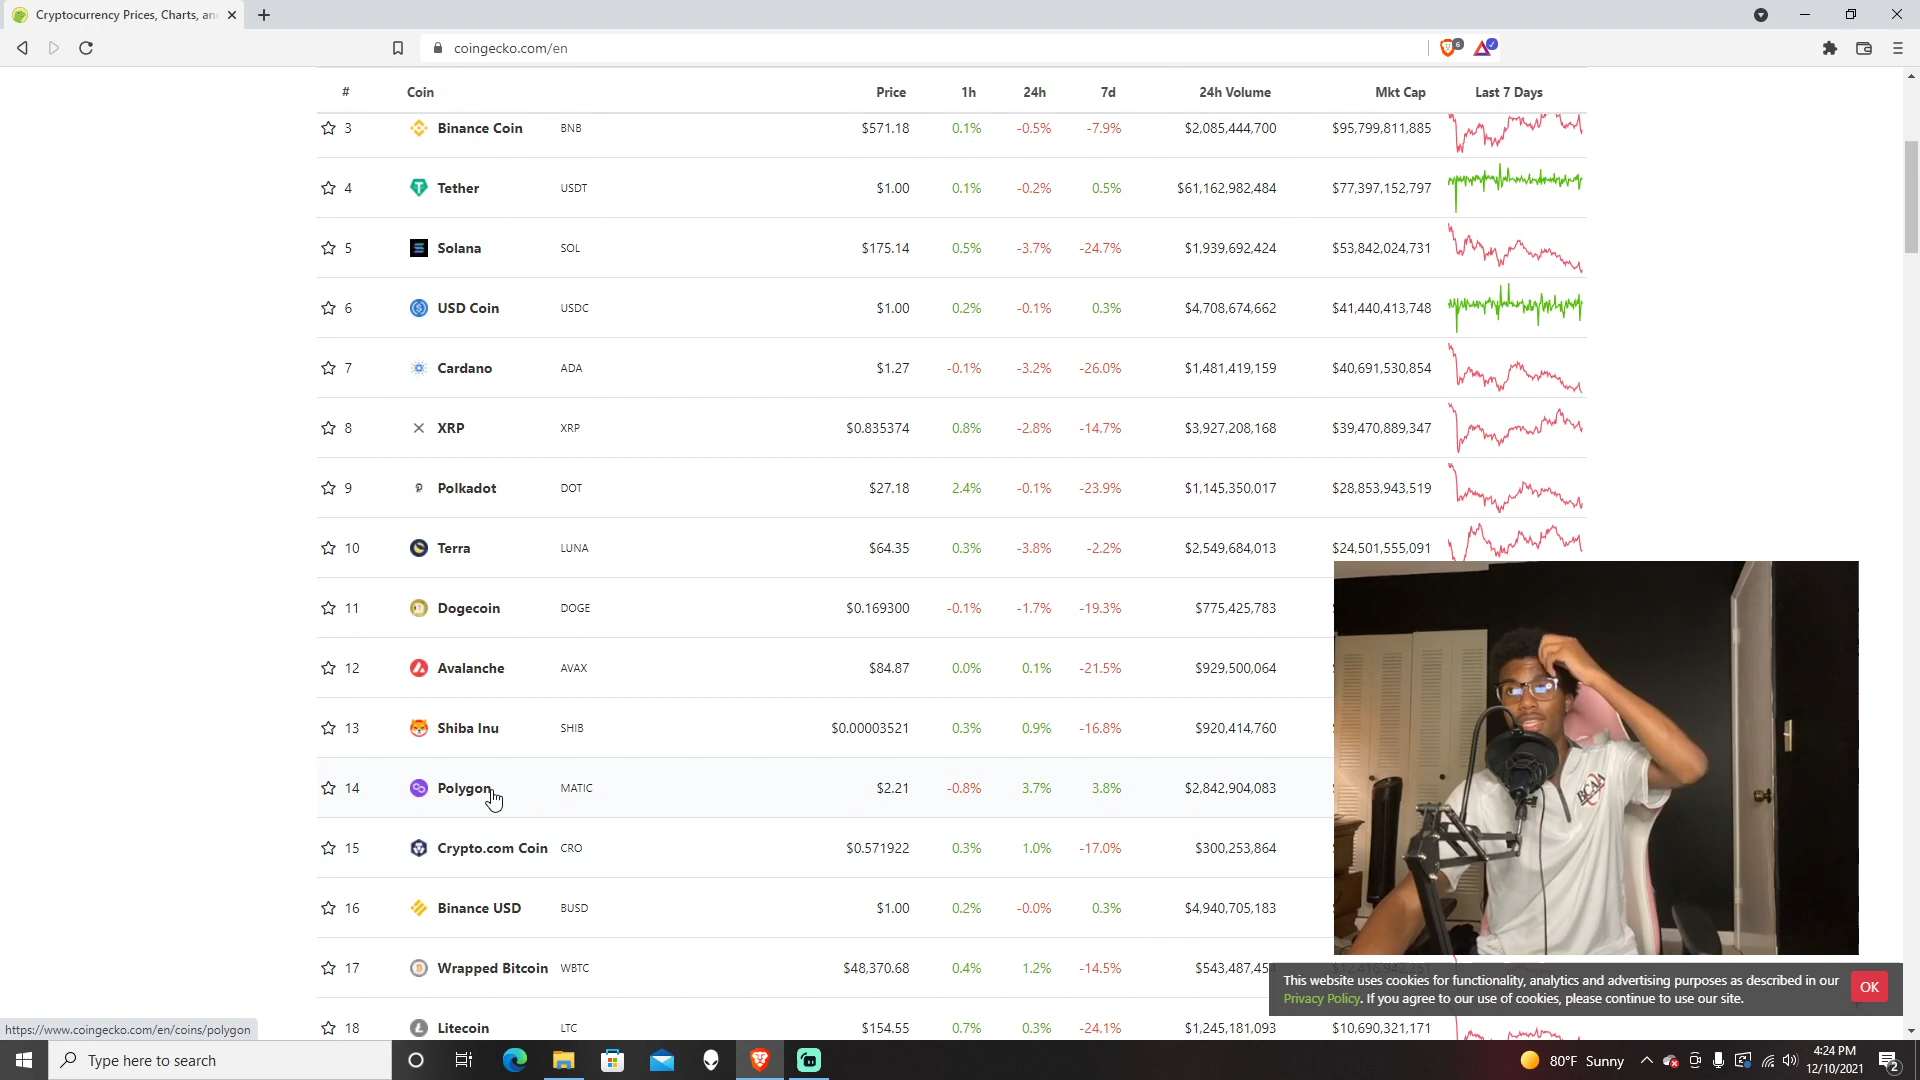 Cryptocurrency Prices, Charts, an
coingecko.com/en
6
# Coin Price 1h 24h 7d 24h Volume Mkt Cap Last 7 Days
3 Binance Coin BNB $571.18 0.1% -0.5% -7.9% $2,085,444,700 $95,799,811,885
4 Tether USDT $1.00 0.1% -0.2% 0.5% $61,162,982,484 $77,397,152,797
5 Solana SOL $175.14 0.5% -3.7% -24.7% $1,939,692,424 $53,842,024,731
6 USD Coin USDC $1.00 0.2% -0.1% 0.3% $4,708,674,662 $41,440,413,748
7 Cardano ADA $1.27 -0.1% -3.2% -26.0% $1,481,419,159 $40,691,530,854
8 XRP XRP $0.835374 0.8% -2.8% -14.7% $3,927,208,168 $39,470,889,347
9 Polkadot DOT $27.18 2.4% -0.1% -23.9% $1,145,350,017 $28,853,943,519
10 Terra LUNA $64.35 0.3% -3.8% -2.2% $2,549,684,013 $24,501,555,091
11 Dogecoin DOGE $0.169300 -0.1% -1.7% -19.3% $775,425,783
12 Avalanche AVAX $84.87 0.0% 0.1% -21.5% $929,500,064
13 Shiba Inu SHIB $0.00003521 0.3% 0.9% -16.8% $920,414,760
14 Polygon MATIC $2.21 -0.8% 3.7% 3.8% $2,842,904,083
BCAA
15 Crypto.com Coin CRO $0.571922 0.3% 1.0% -17.0% $300,253,864
16 Binance USD BUSD $1.00 0.2% -0.0% 0.3% $4,940,705,183
17 Wrapped Bitcoin WBTC $48,370.68 0.4% 1.2% -14.5% $543,487,45
This website uses cookies for functionality, analytics and advertising purposes as described in our
Privacy Policy. If you agree to our use of cookies, please continue to use our site.
OK
18 Litecoin LTC $154.55 0.7% 0.3% -24.1% $1,245,181,093 $10,690,321,171
https://www.coingecko.com/en/coins/polygon
Type here to search
80°F Sunny
4:24 PM
12/10/2021
2